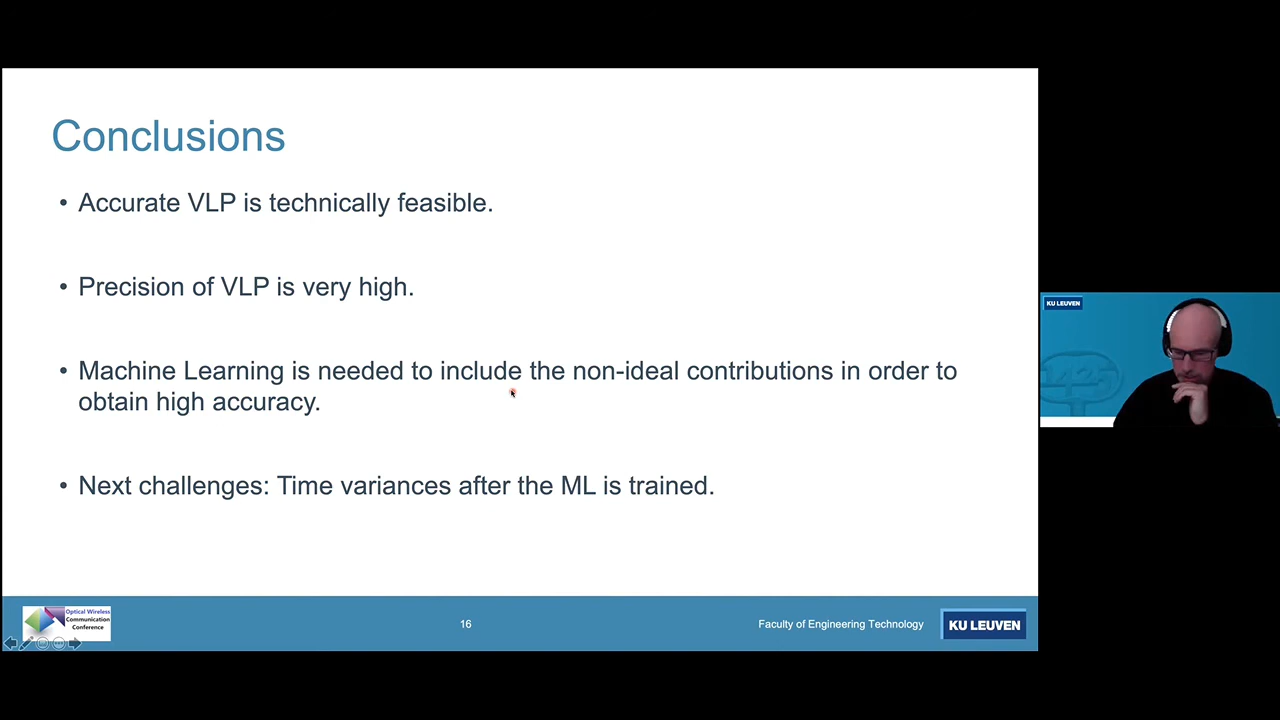 Conclusions
• Accurate VLP is technically feasible.
• Precision of VLP is very high.
• Machine Learning is needed to include the non-ideal contributions in order to
obtain high accuracy.
• Next challenges: Time variances after the ML is trained.
KU LEUVEN
1425
Optical Wireless
Communication
Conference
16
Faculty of Engineering Technology
KU LEUVEN